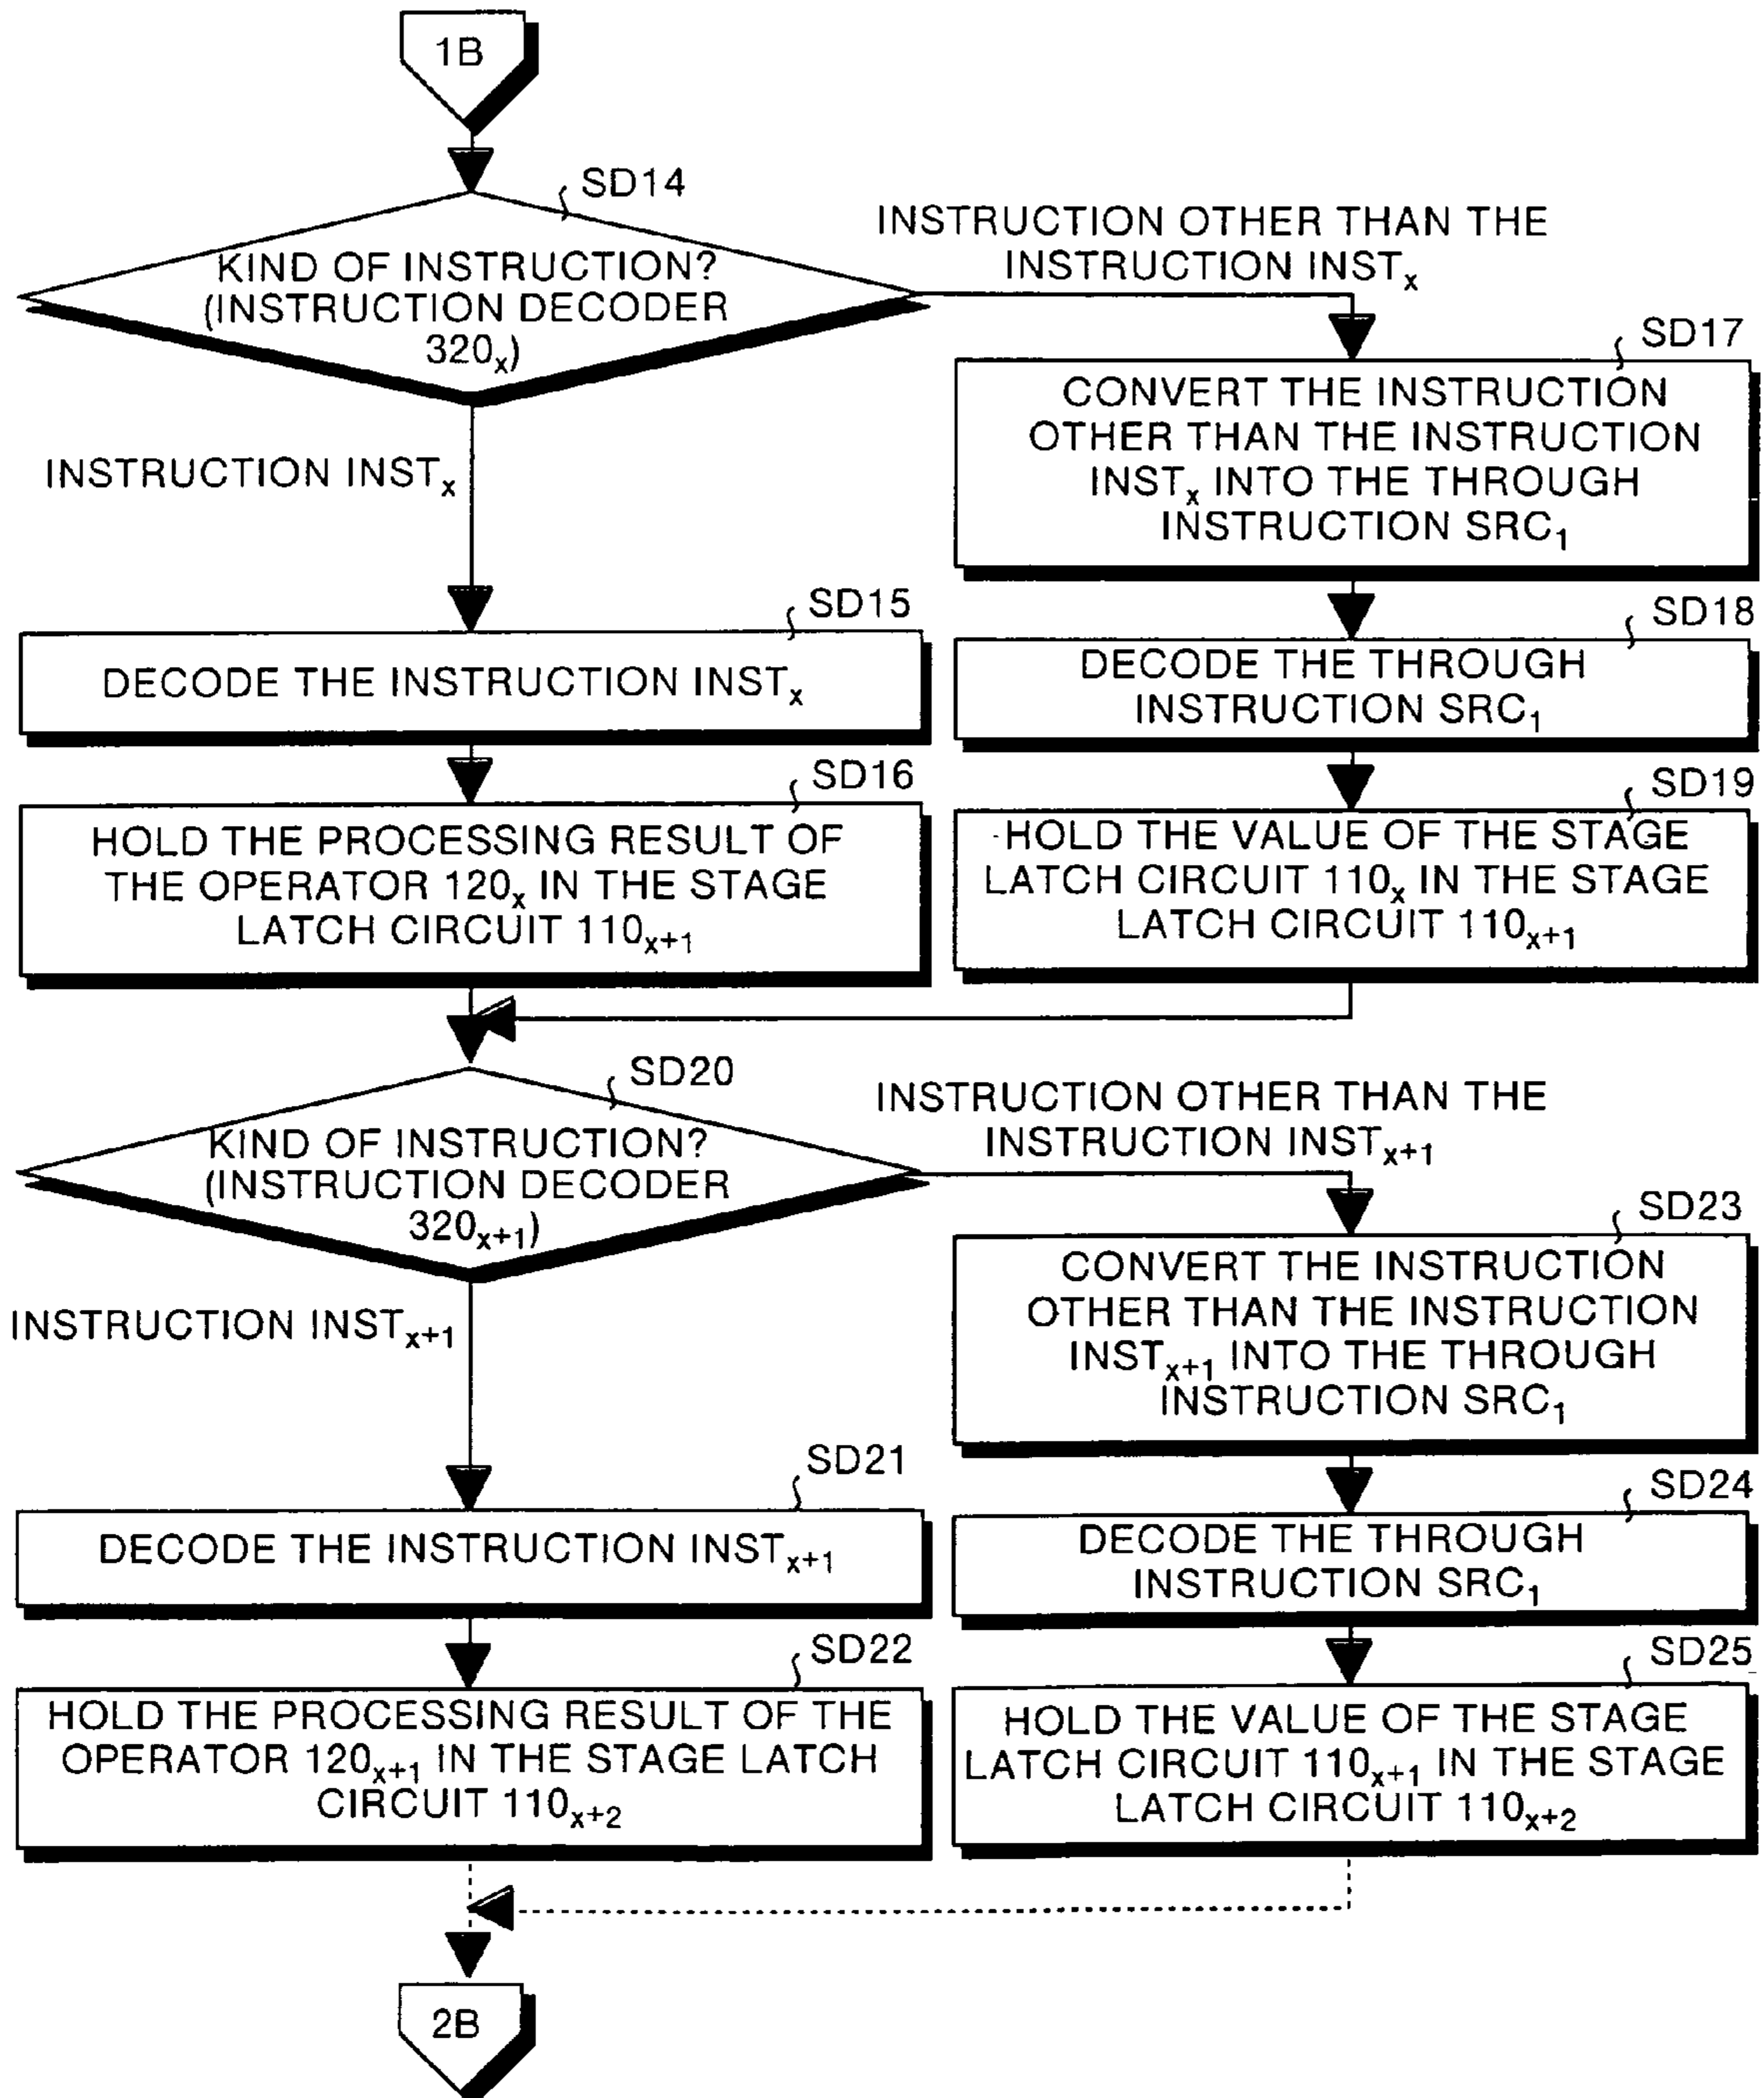 1B
SD14
KIND OF INSTRUCTION?
(INSTRUCTION DECODER
320x)
INSTRUCTION OTHER THAN THE
INSTRUCTION INSTx
INSTRUCTION INSTx
SD17
CONVERT THE INSTRUCTION
OTHER THAN THE INSTRUCTION
INSTx INTO THE THROUGH
INSTRUCTION SRC1
SD15
DECODE THE INSTRUCTION INSTx
SD18
DECODE THE THROUGH
INSTRUCTION SRC1
SD16
HOLD THE PROCESSING RESULT OF
THE OPERATOR 120x IN THE STAGE
LATCH CIRCUIT 110x+1
SD19
HOLD THE VALUE OF THE STAGE
LATCH CIRCUIT 110x IN THE STAGE
LATCH CIRCUIT 110x+1
SD20
KIND OF INSTRUCTION?
(INSTRUCTION DECODER
320x+1)
INSTRUCTION OTHER THAN THE
INSTRUCTION INSTx+1
INSTRUCTION INSTx+1
SD23
CONVERT THE INSTRUCTION
OTHER THAN THE INSTRUCTION
INSTx+1 INTO THE THROUGH
INSTRUCTION SRC1
SD21
DECODE THE INSTRUCTION INSTx+1
SD24
DECODE THE THROUGH
INSTRUCTION SRC1
SD22
HOLD THE PROCESSING RESULT OF THE
OPERATOR 120x+1 IN THE STAGE LATCH
CIRCUIT 110x+2
SD25
HOLD THE VALUE OF THE STAGE
LATCH CIRCUIT 110x+1 IN THE STAGE
LATCH CIRCUIT 110x+2
2B